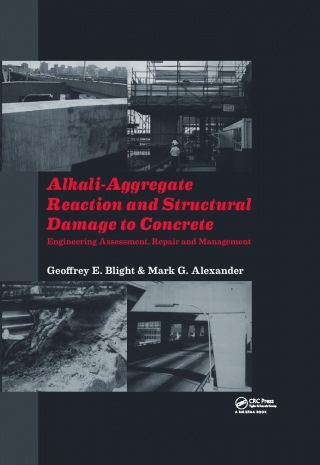 Alkali-Aggregate
Reaction and Structural
Damage to Concrete
Engineering Assessment, Repair and Management
Geoffrey E. Blight & Mark G. Alexander
CRC Press
Taylor & Francis Group
A BALKEMA BOOK